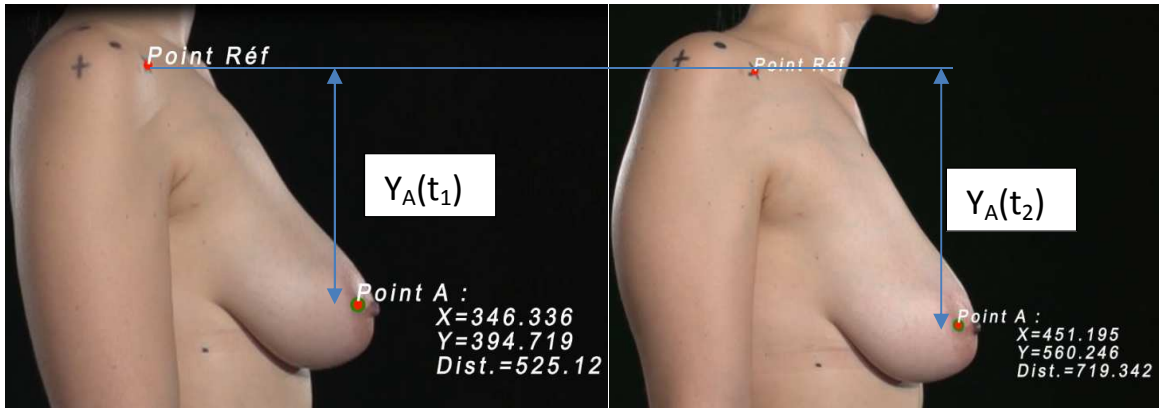 Point Réf
Y_A(t_1)
Point A :
X=346.336
Y=394.719
Dist.=525.12
Point Réf
Y_A(t_2)
Point A :
X=451.195
Y=560.246
Dist.=719.342